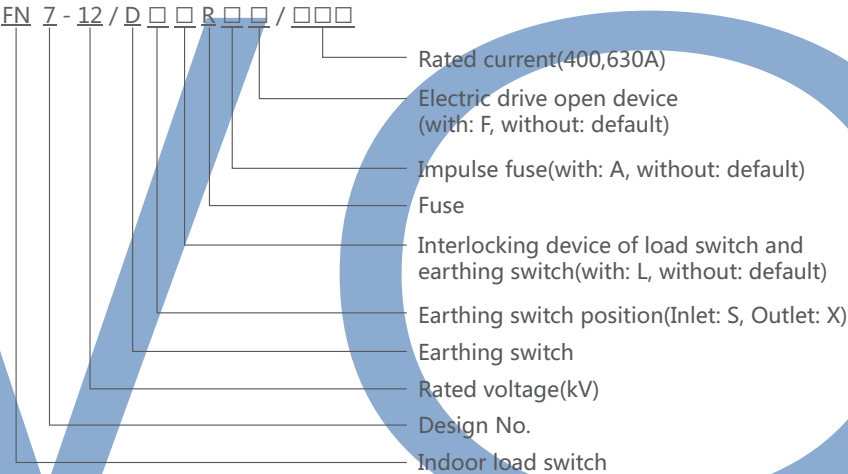 FN 7 - 12 / D □ □ R □ □ / □□□
Rated current(400,630A)
Electric drive open device
(with: F, without: default)
Impulse fuse(with: A, without: default)
Fuse
Interlocking device of load switch and
earthing switch(with: L, without: default)
Earthing switch position(Inlet: S, Outlet: X)
Earthing switch
Rated voltage(kV)
Design No.
Indoor load switch